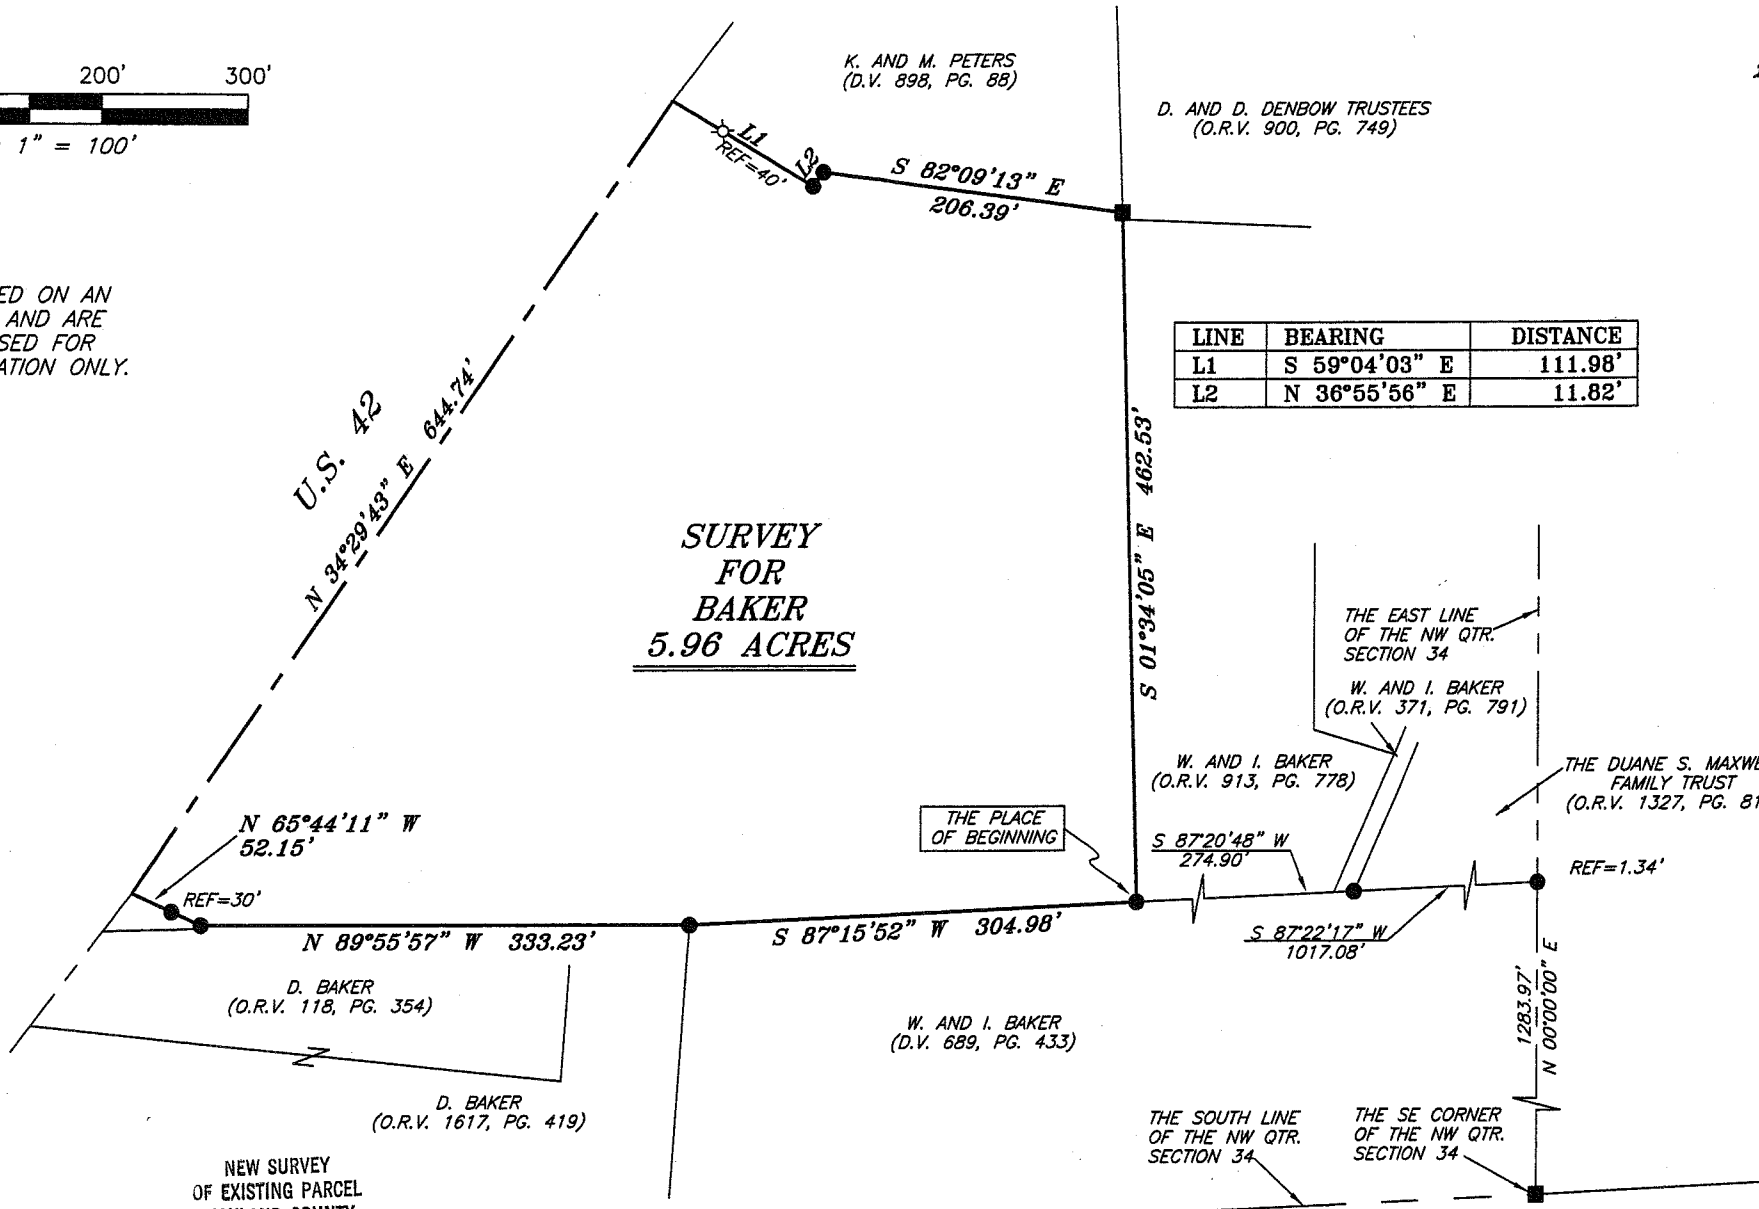 200' 300'
1" = 100'
K. AND M. PETERS
(D.V. 898, PG. 88)
D. AND D. DENBOW TRUSTEES
(O.R.V. 900, PG. 749)
L1
REF=40'
L2
S 82°09'13" E
206.39'
ED ON AN
AND ARE
SED FOR
ATION ONLY.
LINE BEARING DISTANCE
L1 S 59°04'03" E 111.98'
L2 N 36°55'56" E 11.82'
U.S. 42
N 34°29'43" E 644.74'
S 01°34'05" E 462.53'
SURVEY
FOR
BAKER
5.96 ACRES
THE EAST LINE
OF THE NW QTR.
SECTION 34
W. AND I. BAKER
(O.R.V. 371, PG. 791)
W. AND I. BAKER
(O.R.V. 913, PG. 778)
THE DUANE S. MAXWE
FAMILY TRUST
(O.R.V. 1327, PG. 81
N 65°44'11" W
52.15'
REF=30'
THE PLACE
OF BEGINNING
S 87°20'48" W
274.90'
REF=1.34'
N 89°55'57" W 333.23'
S 87°15'52" W 304.98'
S 87°22'17" W
1017.08'
D. BAKER
(O.R.V. 118, PG. 354)
W. AND I. BAKER
(D.V. 689, PG. 433)
1283.97'
N 00°00'00" E
D. BAKER
(O.R.V. 1617, PG. 419)
THE SOUTH LINE
OF THE NW QTR.
SECTION 34
THE SE CORNER
OF THE NW QTR.
SECTION 34
NEW SURVEY
OF EXISTING PARCEL